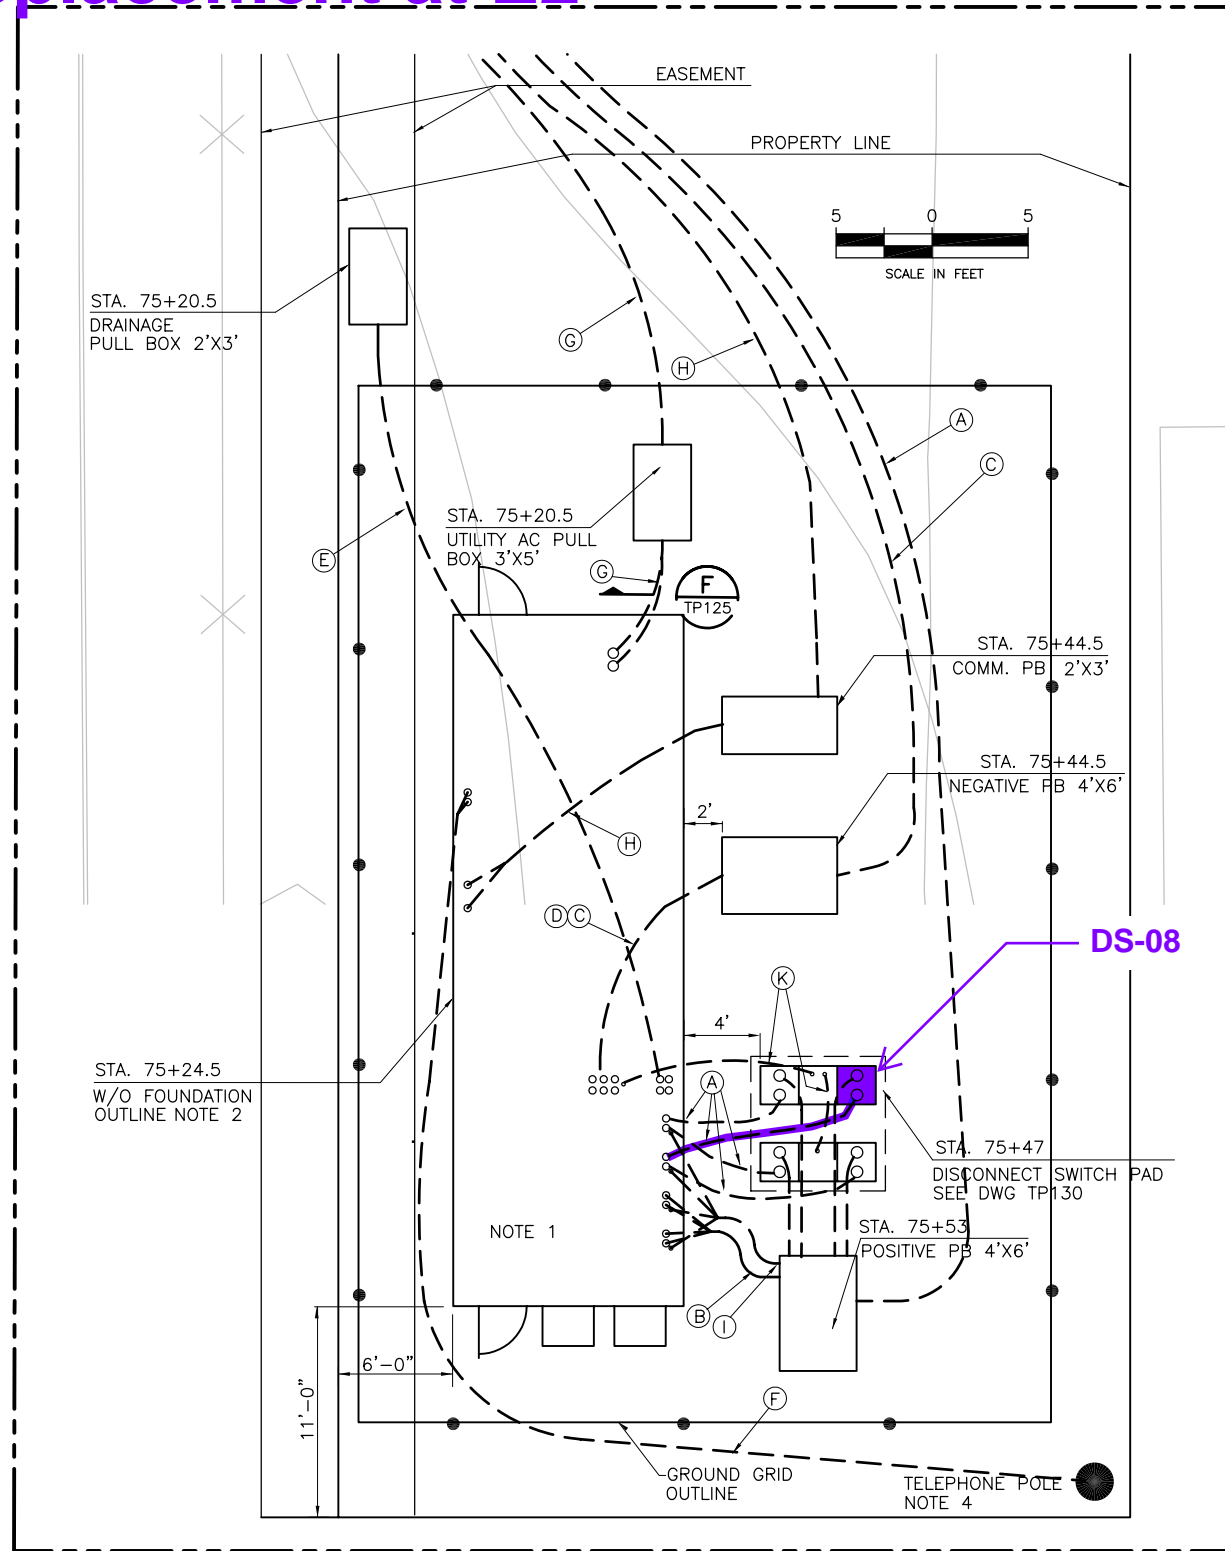 EASEMENT
PROPERTY LINE
5 0 5
SCALE IN FEET
STA. 75+20.5
DRAINAGE
PULL BOX 2'X3'
G
H
A
C
STA. 75+20.5
UTILITY AC PULL
BOX 3'X5'
E
G
F
TP125
STA. 75+44.5
COMM. PB 2'X3'
STA. 75+44.5
NEGATIVE PB 4'X6'
2'
H
D C
DS-08
K
4'
STA. 75+24.5
W/O FOUNDATION
OUTLINE NOTE 2
A
STA. 75+47
DISCONNECT SWITCH PAD
SEE DWG TP130
NOTE 1
STA. 75+53
POSITIVE PB 4'X6'
B
I
6'-0"
11'-0"
F
GROUND GRID
OUTLINE
TELEPHONE POLE
NOTE 4